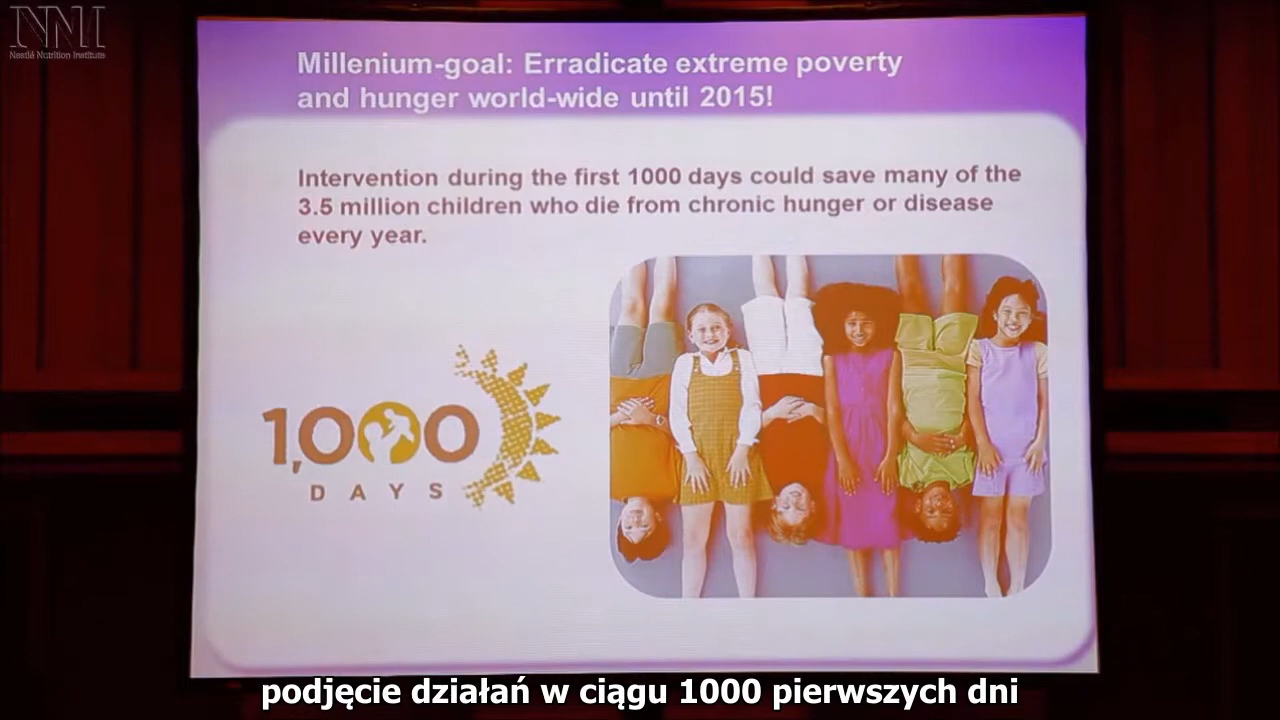 NNI
Nestlé Nutrition Institute
Millenium-goal: Erradicate extreme poverty
and hunger world-wide until 2015!
Intervention during the first 1000 days could save many of the
3.5 million children who die from chronic hunger or disease
every year.
1,000
DAYS
podjęcie działań w ciągu 1000 pierwszych dni